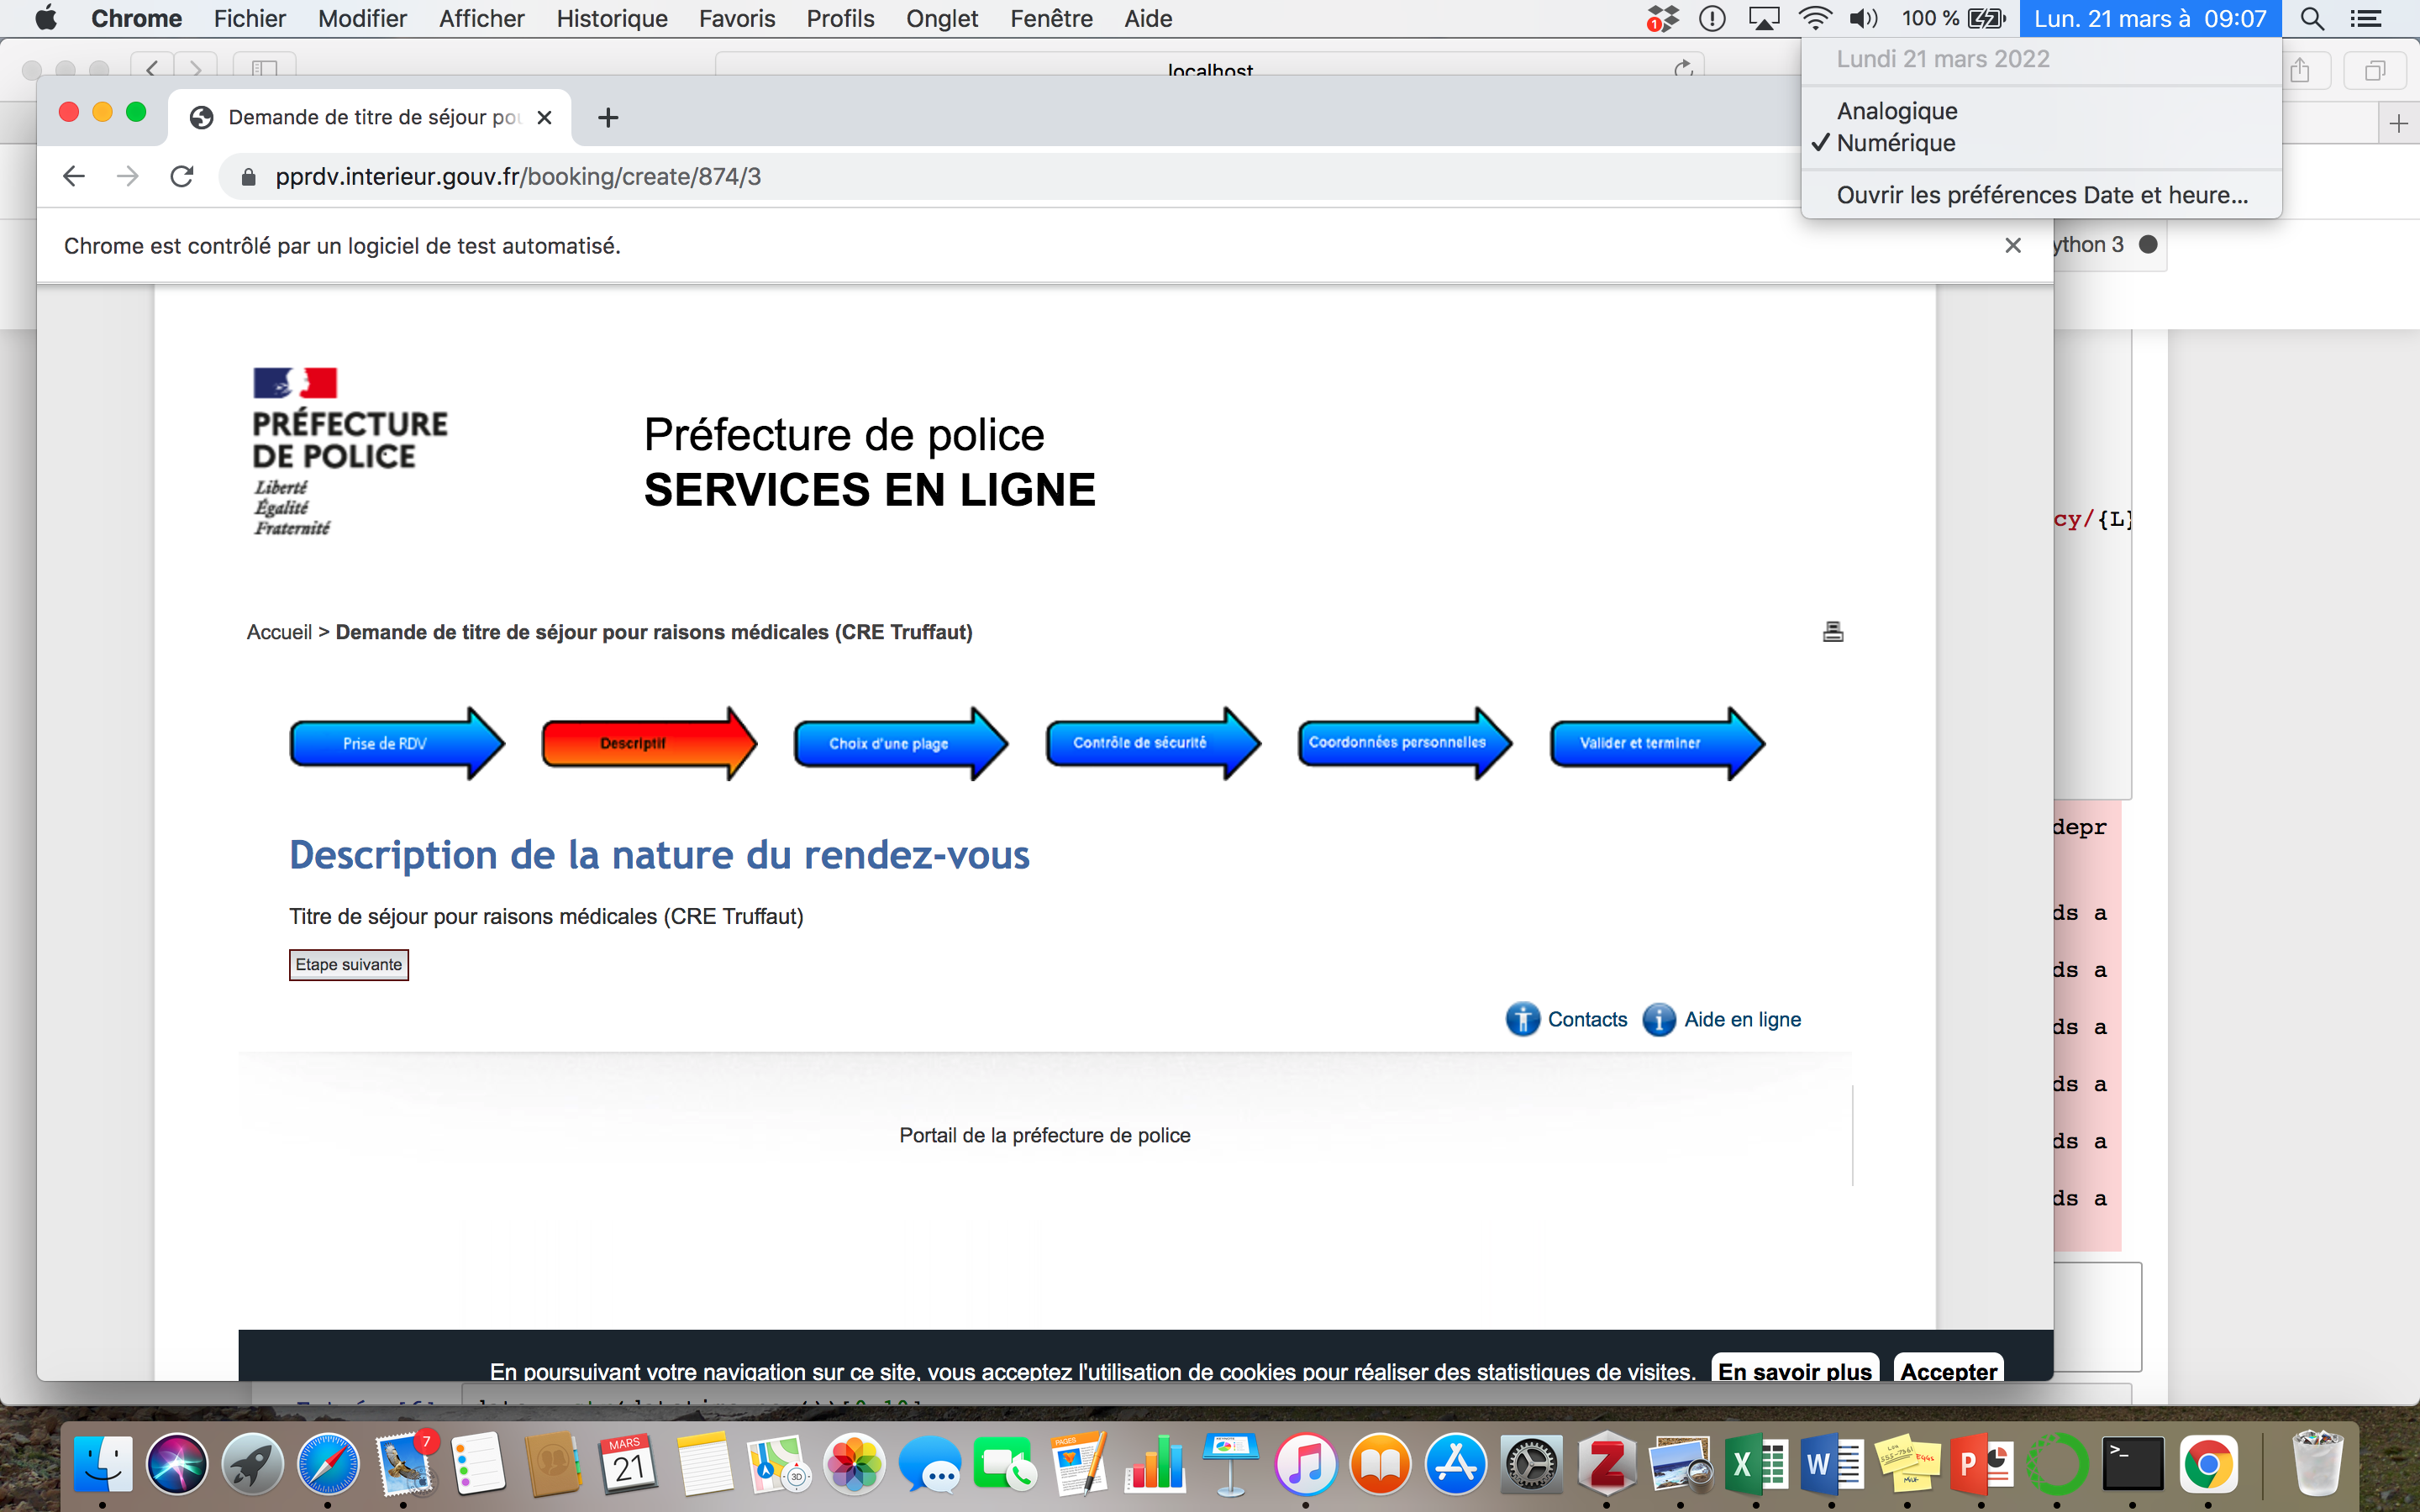 Chrome Fichier Modifier Afficher Historique Favoris Profils Onglet Fenêtre Aide
1 100 % Lun. 21 mars à 09:07
localhost
Lundi 21 mars 2022
Analogique
✓ Numérique
Ouvrir les préférences Date et heure...
Demande de titre de séjour pou
pprdv.interieur.gouv.fr/booking/create/874/3
Chrome est contrôlé par un logiciel de test automatisé.
ython 3
PRÉFECTURE
DE POLICE
Liberté
Égalité
Fraternité
Préfecture de police
SERVICES EN LIGNE
cy/{L}
Accueil > Demande de titre de séjour pour raisons médicales (CRE Truffaut)
Prise de RDV
Descriptif
Choix d'une plage
Contrôle de sécurité
Coordonnées personnelles
Valider et terminer
depr
Description de la nature du rendez-vous
Titre de séjour pour raisons médicales (CRE Truffaut)
ds a
Etape suivante
ds a
Contacts Aide en ligne
ds a
ds a
Portail de la préfecture de police
ds a
ds a
En poursuivant votre navigation sur ce site, vous acceptez l'utilisation de cookies pour réaliser des statistiques de visites. En savoir plus Accepter
7
MARS
21
3D
PAGES